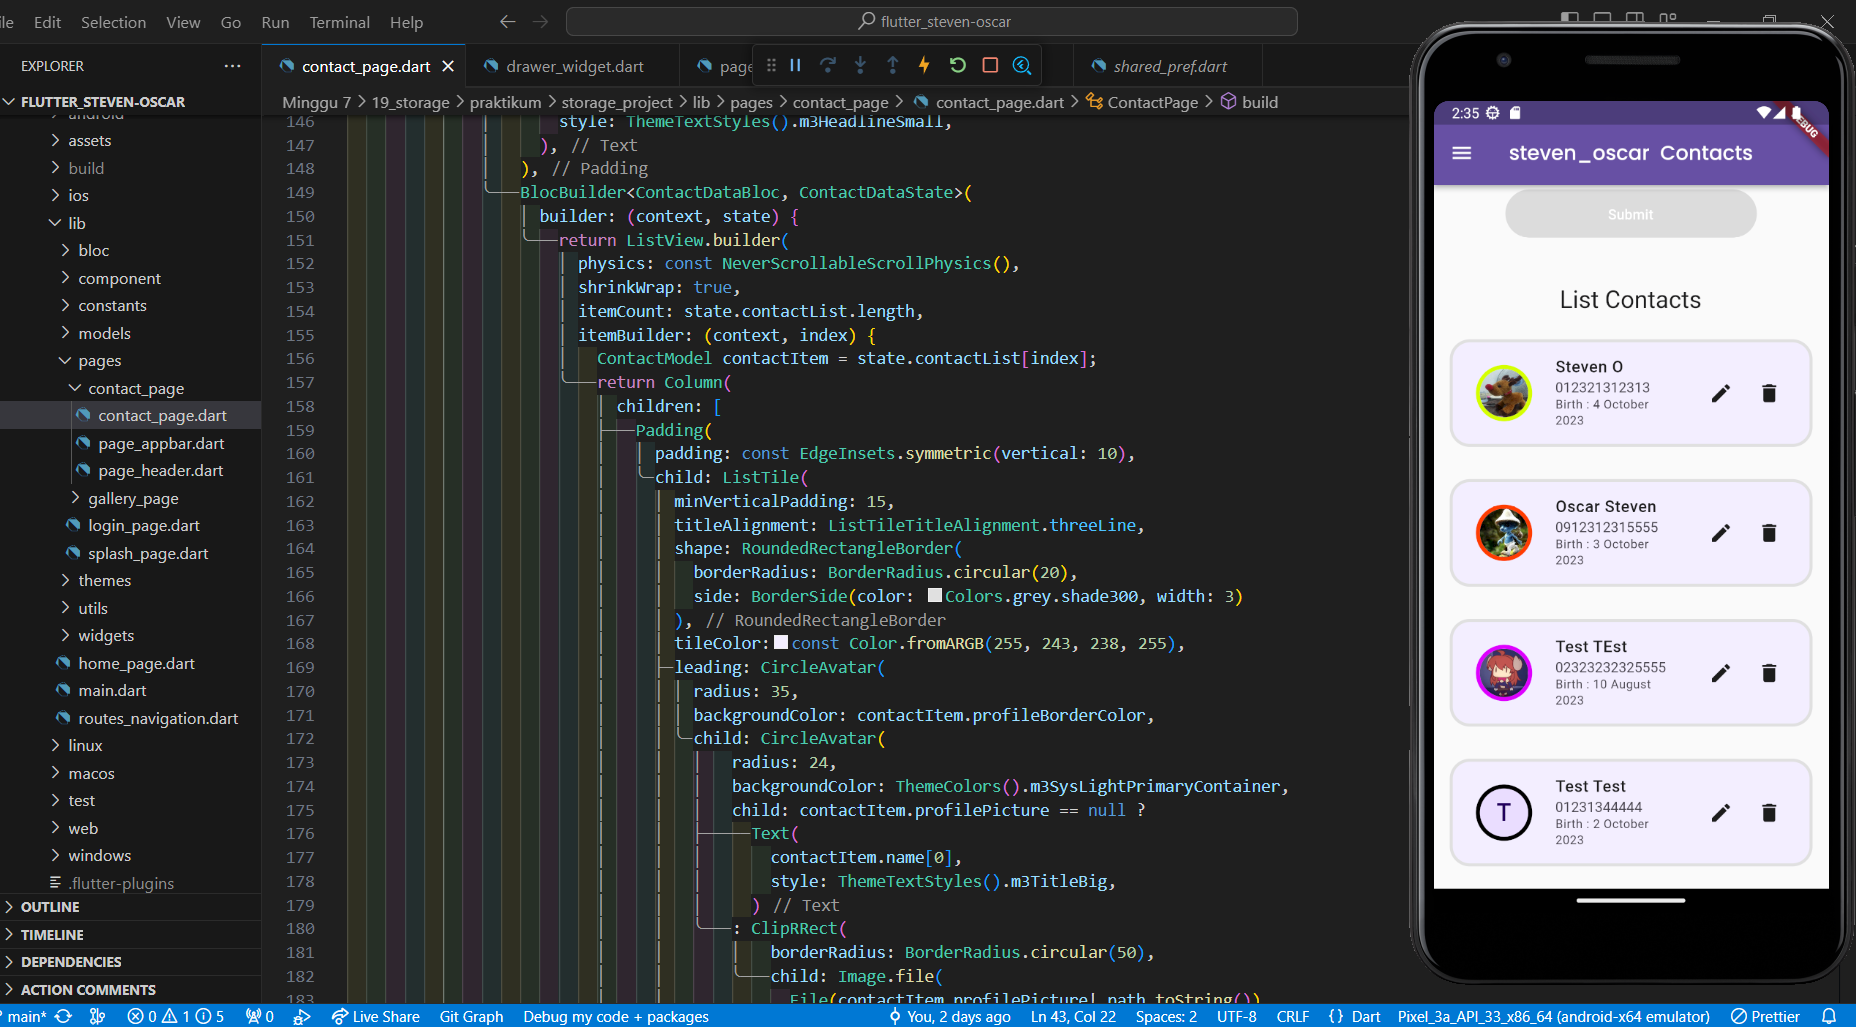 ile Edit Selection View Go Run Terminal Help
flutter_steven-oscar
EXPLORER
FLUTTER_STEVEN-OSCAR
android
assets
build
ios
lib
bloc
component
constants
models
pages
contact_page
contact_page.dart
page_appbar.dart
page_header.dart
gallery_page
login_page.dart
splash_page.dart
themes
utils
widgets
home_page.dart
main.dart
routes_navigation.dart
linux
macos
test
web
windows
.flutter-plugins
OUTLINE
TIMELINE
DEPENDENCIES
ACTION COMMENTS
contact_page.dart
drawer_widget.dart
page
shared_pref.dart
Minggu 7 > 19_storage > praktikum > storage_project > lib > pages > contact_page > contact_page.dart > ContactPage > build
146 style: ThemeTextStyles().m3HeadlineSmall,
147 ), // Text
148 ), // Padding
149 BlocBuilder<ContactDataBloc, ContactDataState>(
150 builder: (context, state) {
151 return ListView.builder(
152 physics: const NeverScrollableScrollPhysics(),
153 shrinkWrap: true,
154 itemCount: state.contactList.length,
155 itemBuilder: (context, index) {
156 ContactModel contactItem = state.contactList[index];
157 return Column(
158 children: [
159 Padding(
160 padding: const EdgeInsets.symmetric(vertical: 10),
161 child: ListTile(
162 minVerticalPadding: 15,
163 titleAlignment: ListTileTitleAlignment.threeLine,
164 shape: RoundedRectangleBorder(
165 borderRadius: BorderRadius.circular(20),
166 side: BorderSide(color: Colors.grey.shade300, width: 3)
167 ), // RoundedRectangleBorder
168 tileColor: const Color.fromARGB(255, 243, 238, 255),
169 leading: CircleAvatar(
170 radius: 35,
171 backgroundColor: contactItem.profileBorderColor,
172 child: CircleAvatar(
173 radius: 24,
174 backgroundColor: ThemeColors().m3SysLightPrimaryContainer,
175 child: contactItem.profilePicture == null ?
176 Text(
177 contactItem.name[0],
178 style: ThemeTextStyles().m3TitleBig,
179 ) // Text
180 : ClipRRect(
181 borderRadius: BorderRadius.circular(50),
182 child: Image.file(
183 File(contactItem.profilePicture!.path.toString())
2:35
DEBUG
steven_oscar Contacts
Submit
List Contacts
Steven O
012321312313
Birth : 4 October
2023
Oscar Steven
0912312315555
Birth : 3 October
2023
Test TEst
02323232325555
Birth : 10 August
2023
T
Test Test
01231344444
Birth : 2 October
2023
main* 0 1 5 0 Live Share Git Graph Debug my code + packages You, 2 days ago Ln 43, Col 22 Spaces: 2 UTF-8 CRLF {} Dart Pixel_3a_API_33_x86_64 (android-x64 emulator) Prettier